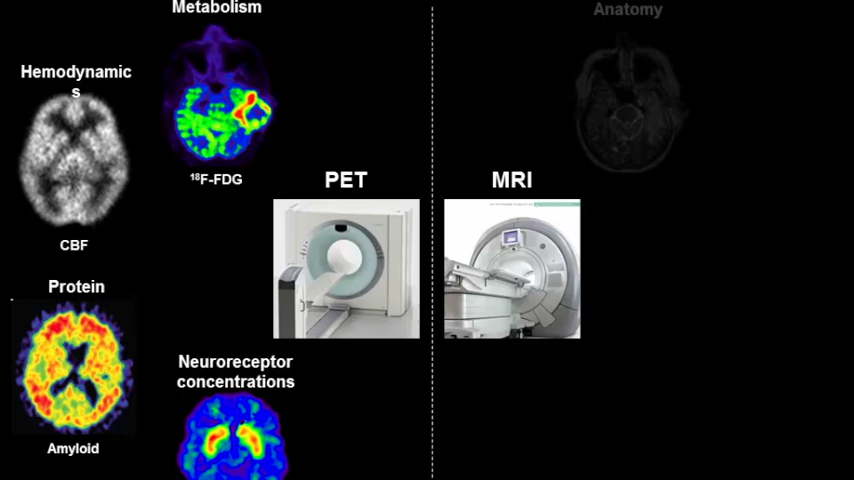 Metabolism
Anatomy
Hemodynamic
s
¹⁸F-FDG
PET
MRI
CBF
Protein
Neuroreceptor
concentrations
Amyloid